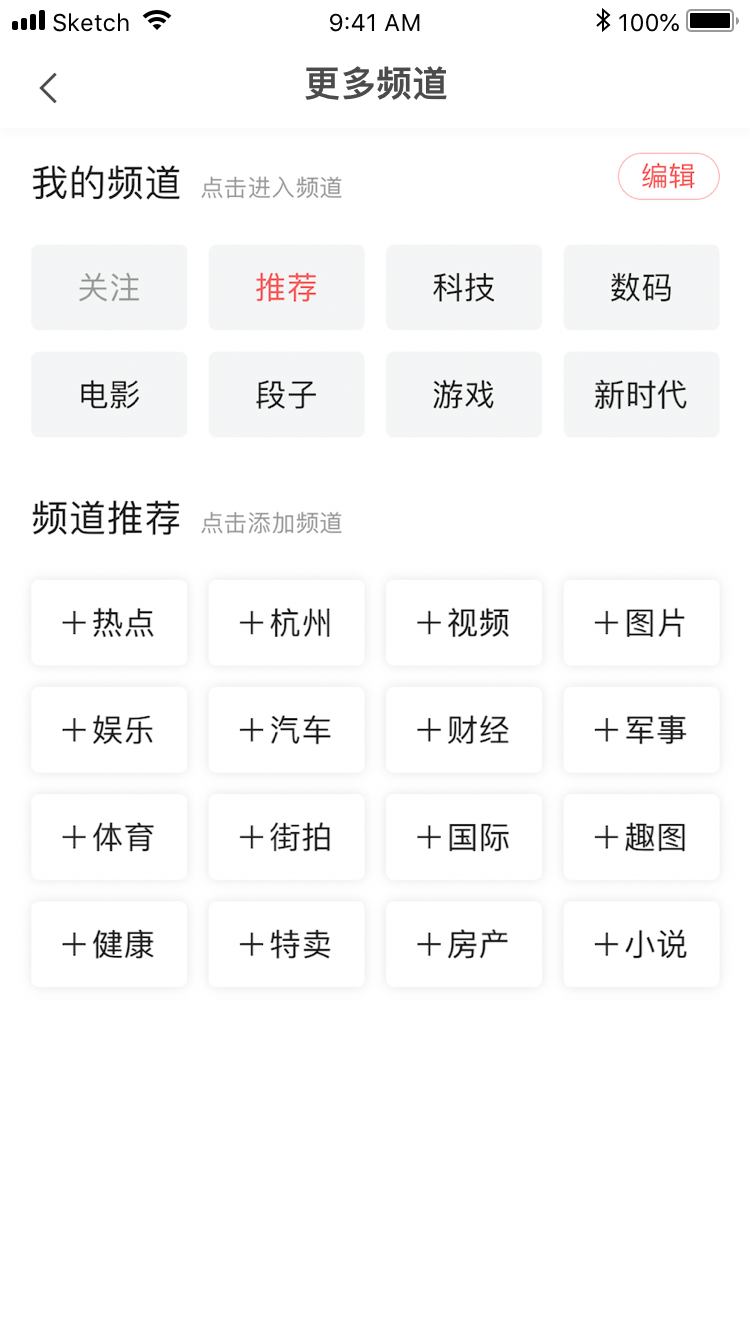 Sketch 9:41 AM 100%
更多频道
我的频道 点击进入频道 编辑
关注 推荐 科技 数码
电影 段子 游戏 新时代
频道推荐 点击添加频道
+热点 +杭州 +视频 +图片
+娱乐 +汽车 +财经 +军事
+体育 +街拍 +国际 +趣图
+健康 +特卖 +房产 +小说